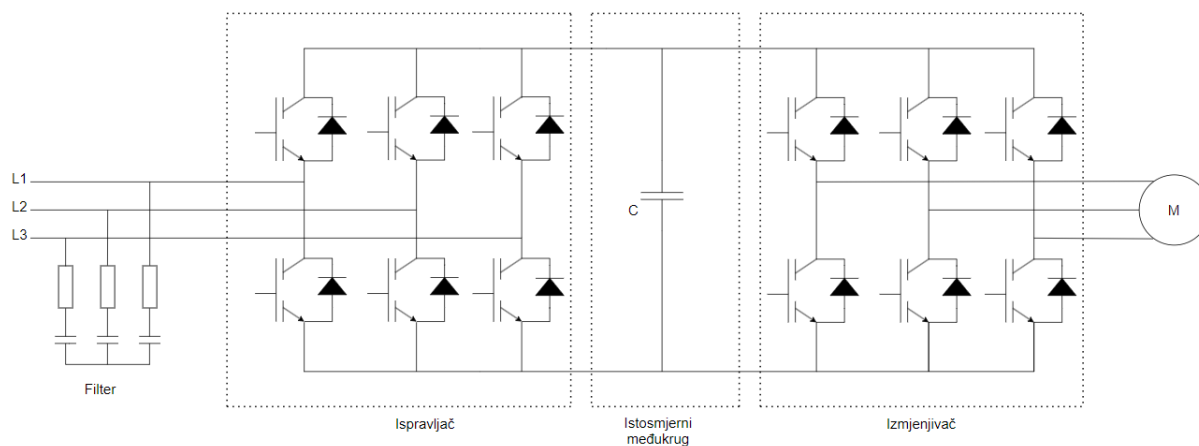 L1
L2
L3
C
M
Filter
Ispravljač
Istosmjerni
međukrug
Izmjenjivač